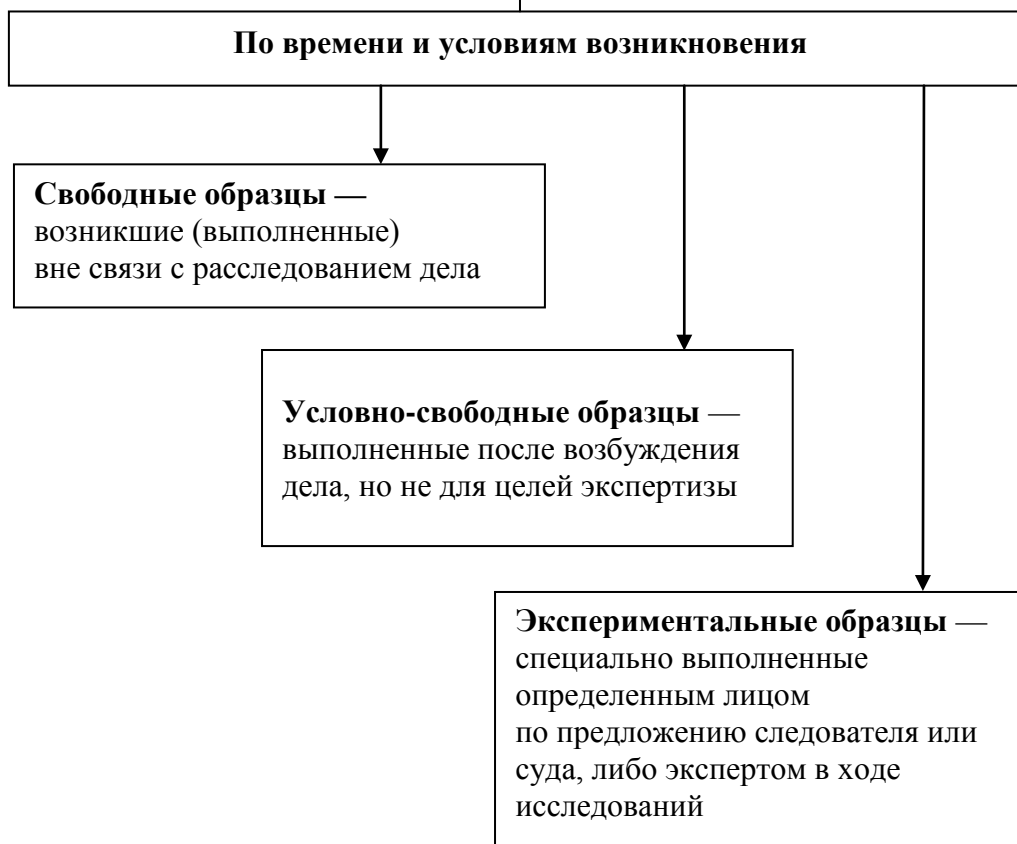 По времени и условиям возникновения
Свободные образцы —
возникшие (выполненные)
вне связи с расследованием дела
Условно-свободные образцы —
выполненные после возбуждения
дела, но не для целей экспертизы
Экспериментальные образцы —
специально выполненные
определенным лицом
по предложению следователя или
суда, либо экспертом в ходе
исследований